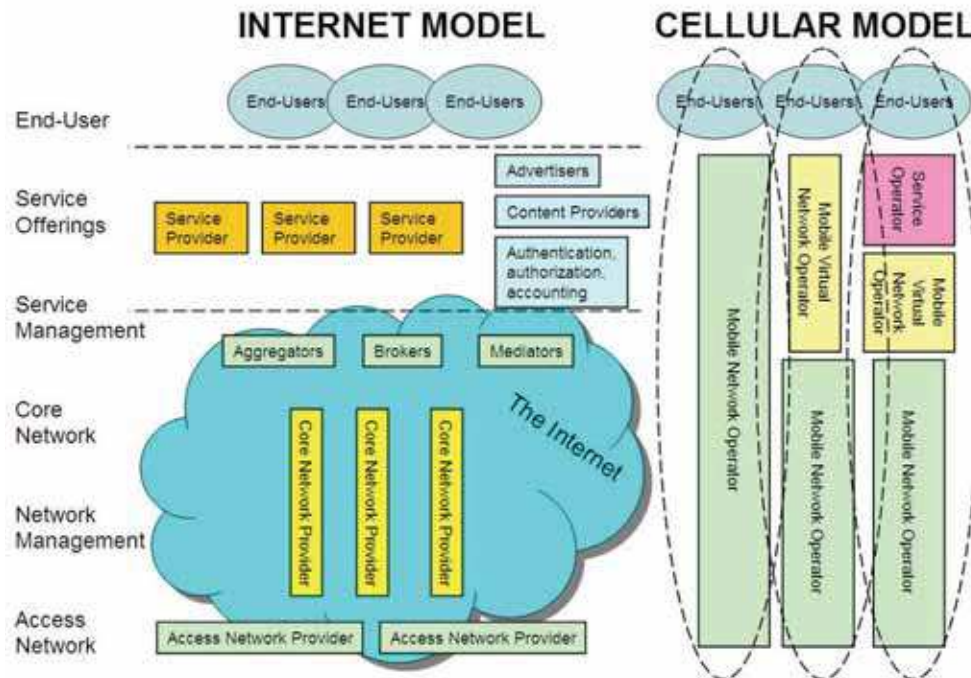 INTERNET MODEL
CELLULAR MODEL
End-Users
End-Users
End-Users
End-Users
End-Users
End-Users
End-User
Advertisers
Service
Offerings
Service
Provider
Service
Provider
Service
Provider
Content Providers
Authentication,
authorization,
accounting
Service
Management
Aggregators
Brokers
Mediators
The Internet
Core
Network
Core Network Provider
Core Network Provider
Core Network Provider
Network
Management
Access
Network
Access Network Provider
Access Network Provider
Mobile Network Operator
Mobile Virtual
Network Operator
Mobile Network Operator
Service
Operator
Mobile
Virtual
Network
Operator
Mobile Network Operator